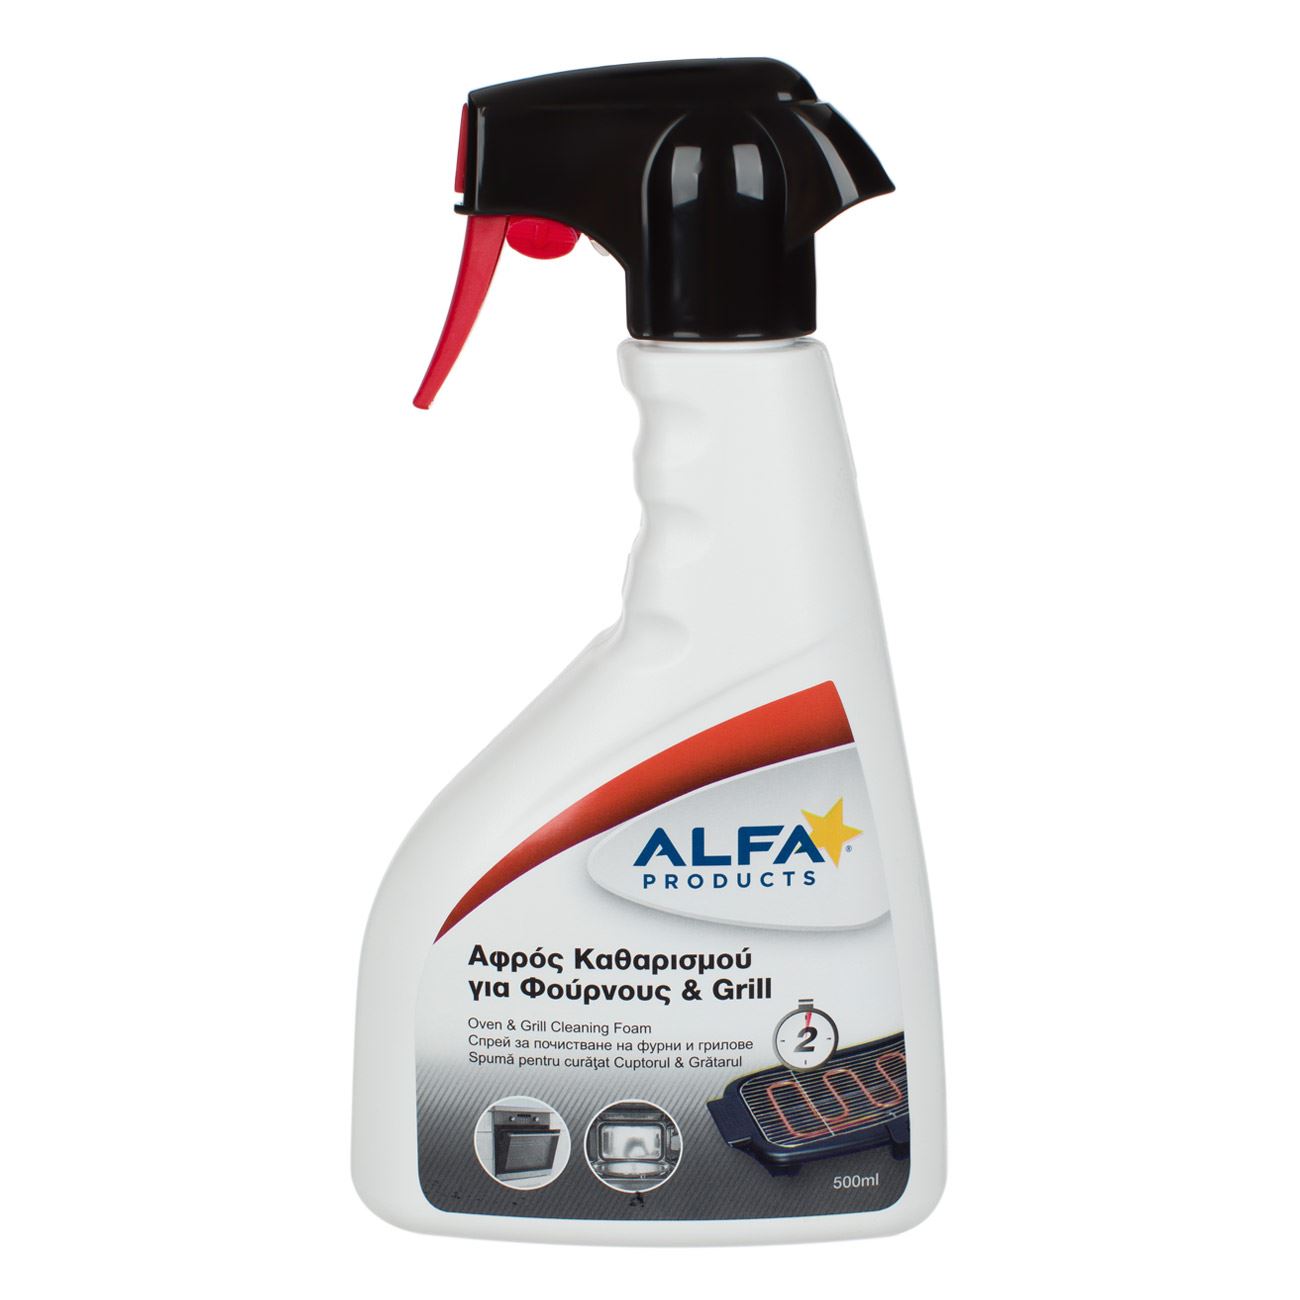 ALFA ®
PRODUCTS
Αφρός Καθαρισμού
για Φούρνους & Grill
Oven & Grill Cleaning Foam
Спрей за почистване на фурни и грилове
Spumă pentru curăţat Cuptorul & Grătarul
2
500ml